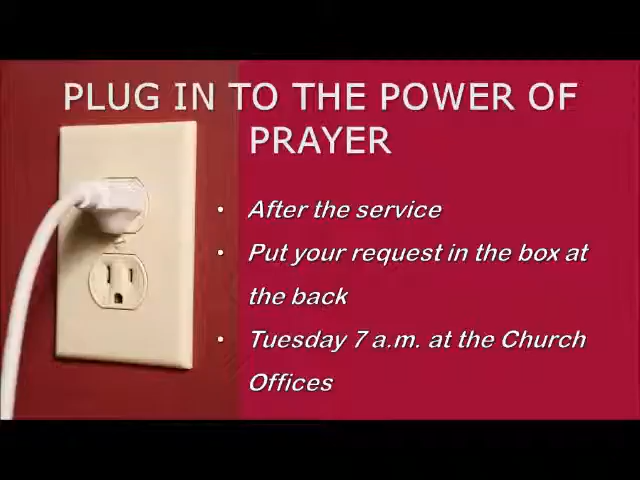 PLUG IN TO THE POWER OF
PRAYER
• After the service
• Put your request in the box at
the back
• Tuesday 7 a.m. at the Church
Offices